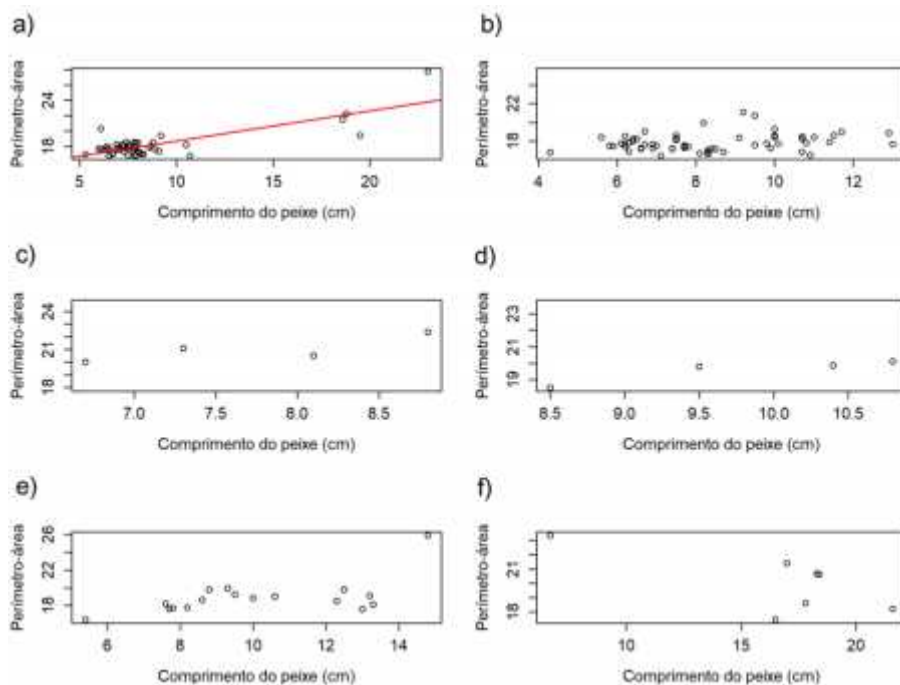 a)
Perímetro-área
18
24
5
10
15
20
Comprimento do peixe (cm)
b)
Perímetro-área
18
22
4
6
8
10
12
Comprimento do peixe (cm)
c)
Perímetro-área
18
21
24
7.0
7.5
8.0
8.5
Comprimento do peixe (cm)
d)
Perímetro-área
19
21
23
8.5
9.0
9.5
10.0
10.5
Comprimento do peixe (cm)
e)
Perímetro-área
18
22
26
6
8
10
12
14
Comprimento do peixe (cm)
f)
Perímetro-área
18
21
10
15
20
Comprimento do peixe (cm)